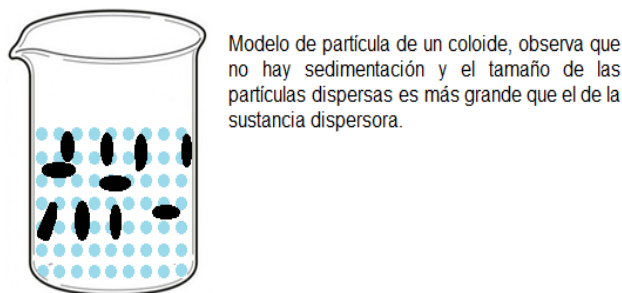 Modelo de partícula de un coloide, observa que
no hay sedimentación y el tamaño de las
partículas dispersas es más grande que el de la
sustancia dispersora.